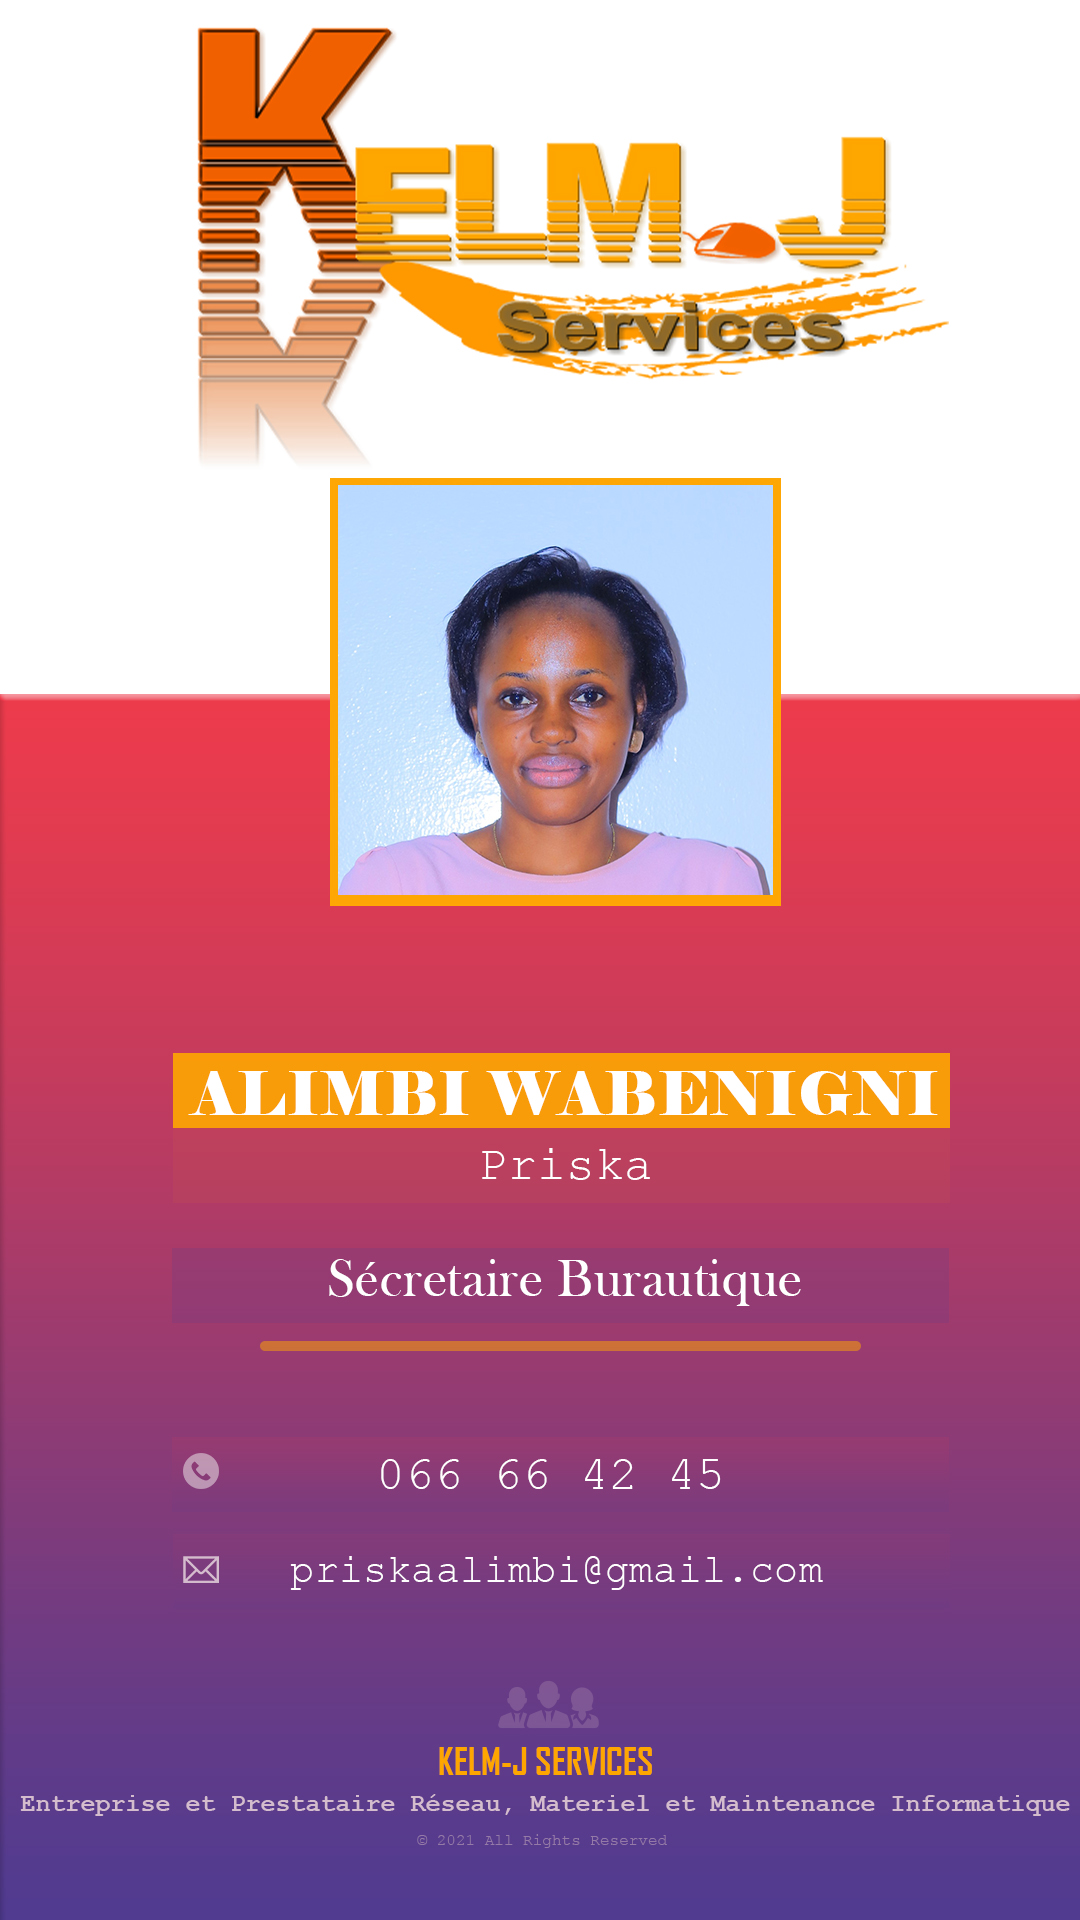 KELM-J
Services
ALIMBI WABENIGNI
Priska
Sécretaire Burautique
066 66 42 45
priskaalimbi@gmail.com
KELM-J SERVICES
Entreprise et Prestataire Réseau, Materiel et Maintenance Informatique
© 2021 All Rights Reserved